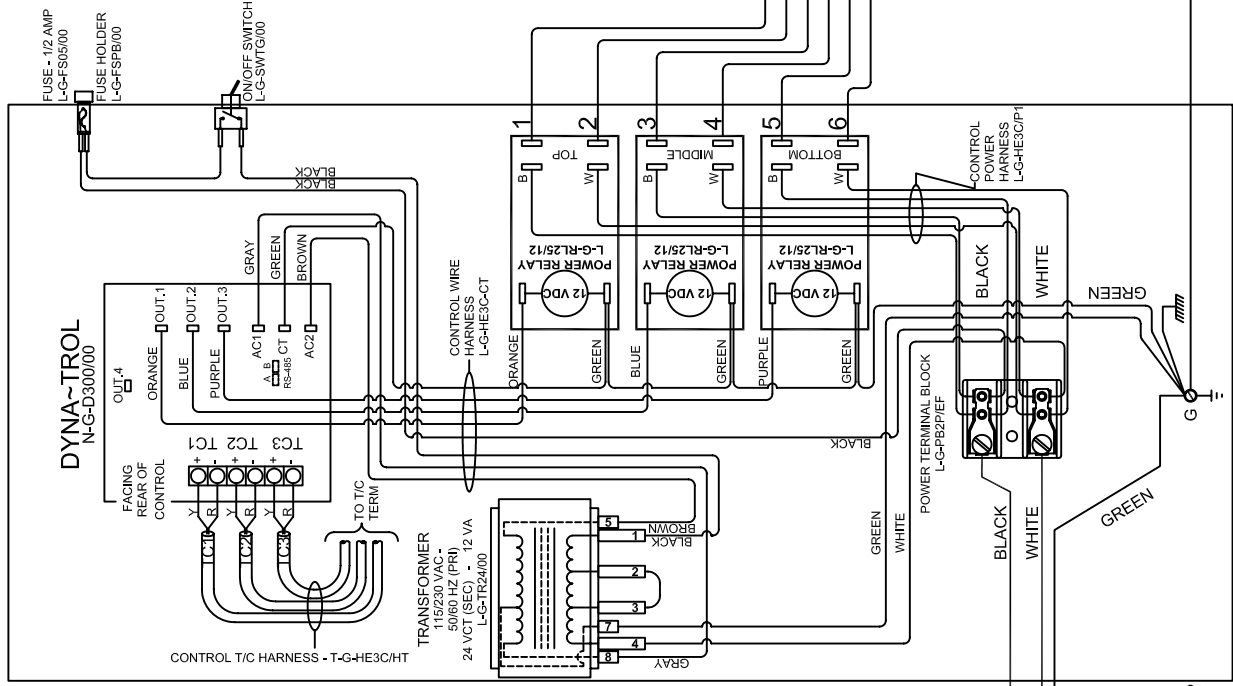 FUSE - 1/2 AMP
L-G-FS05/00
FUSE HOLDER
L-G-FSPB/00
ON/OFF SWITCH
L-G-SWTG/00
BLACK
BLACK
DYNA~TROL
N-G-D300/00
OUT.4
OUT.1
OUT.2
OUT.3
ORANGE
BLUE
PURPLE
AC1
CT
AC2
A B
RS-485
GRAY
GREEN
BROWN
FACING
REAR OF
CONTROL
TC1
TC2
TC3
+
-
+
-
+
-
Y
R
Y
R
Y
R
C1
C2
C3
TO T/C
TERM
CONTROL T/C HARNESS - T-G-HE3C/HT
CONTROL WIRE
HARNESS
L-G-HE3C-CT
1
2
3
4
5
6
TOP
MIDDLE
BOTTOM
B
W
B
W
B
W
POWER RELAY
L-G-RL25/12
12 VDC
POWER RELAY
L-G-RL25/12
12 VDC
POWER RELAY
L-G-RL25/12
12 VDC
ORANGE
GREEN
BLUE
GREEN
PURPLE
GREEN
CONTROL
POWER
HARNESS
L-G-HE3C/P1
BLACK
WHITE
GREEN
BLACK
POWER TERMINAL BLOCK
L-G-PB2P/EF
TRANSFORMER
115/230 VAC -
50/60 HZ (PRI)
24 VCT (SEC) - 12 VA
L-G-TR24/00
5
BROWN
1
BLACK
2
3
7
4
8
GRAY
GREEN
WHITE
BLACK
WHITE
GREEN
G